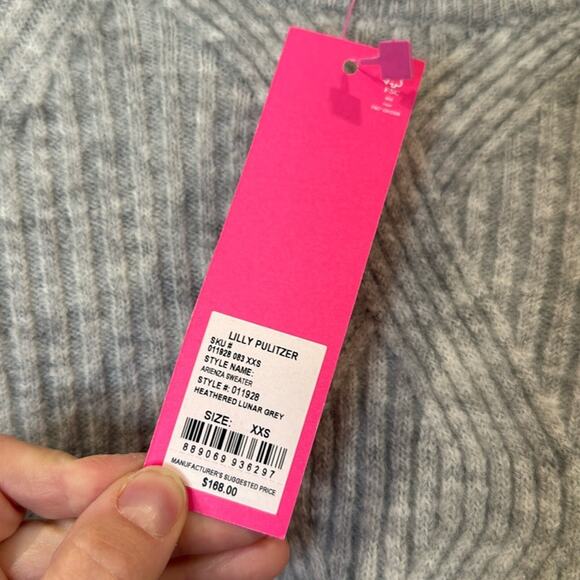 FSC
LILLY PULITZER
SKU #
011928 083 XXS
STYLE NAME:
ARIENZA SWEATER
STYLE #: 011928
HEATHERED LUNAR GREY
SIZE: XXS
889069 936297
MANUFACTURER'S SUGGESTED PRICE
$168.00